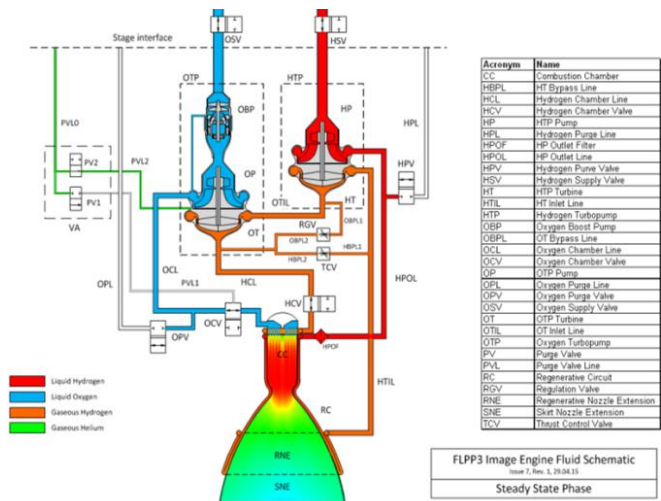 Stage interface
OSV
HSV
OTP
HTP
OBP
HP
PVL0
PVL2
HPL
PV2
HPV
OP
OTIL
HT
PV1
RGV
OBPL1
VA
OT
OBPL2
HBPL1
HBPL2
TCV
OCL
HCL
HPOL
OPL
PVL1
HCV
OCV
OPV
CC
HPOF
HTIL
RC
RNE
SNE
Liquid Hydrogen
Liquid Oxygen
Gaseous Hydrogen
Gaseous Helium
Acronym Name
CC Combustion Chamber
HBPL HT Bypass Line
HCL Hydrogen Chamber Line
HCV Hydrogen Chamber Valve
HP HTP Pump
HPL Hydrogen Purge Line
HPOF HP Outlet Filter
HPOL HP Outlet Line
HPV Hydrogen Purve Valve
HSV Hydrogen Supply Valve
HT HTP Turbine
HTIL HT Inlet Line
HTP Hydrogen Turbopump
OBP Oxygen Boost Pump
OBPL OT Bypass Line
OCL Oxygen Chamber Line
OCV Oxygen Chamber Valve
OP OTP Pump
OPL Oxygen Purge Line
OPV Oxygen Purge Valve
OSV Oxygen Supply Valve
OT OTP Turbine
OTIL OT Inlet Line
OTP Oxygen Turbopump
PV Purge Valve
PVL Purge Valve Line
RC Regenerative Circuit
RGV Regulation Valve
RNE Regenerative Nozzle Extension
SNE Skirt Nozzle Extension
TCV Thrust Control Valve
FLPP3 Image Engine Fluid Schematic
Issue 7, Rev. 1, 29.04.15
Steady State Phase